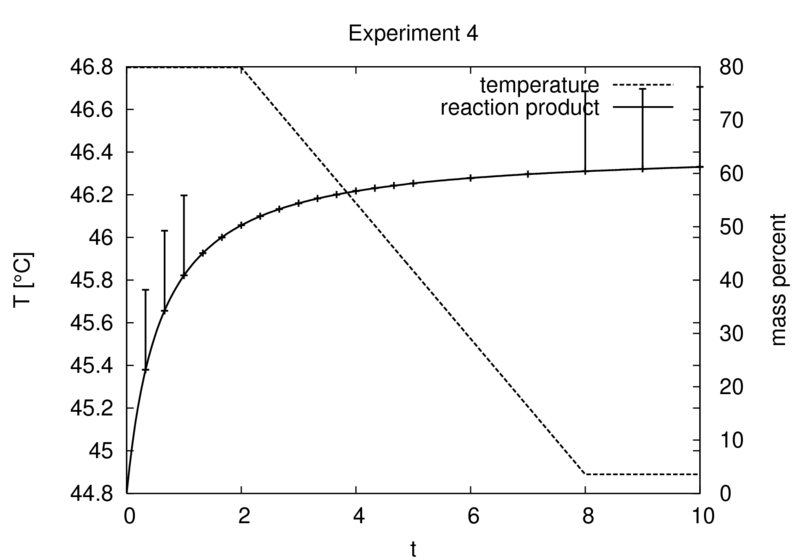 Experiment 4
46.8
46.6
46.4
46.2
46
45.8
45.6
45.4
45.2
45
44.8
T [°C]
temperature
reaction product
80
70
60
50
40
30
20
10
0
mass percent
0 2 4 6 8 10
t